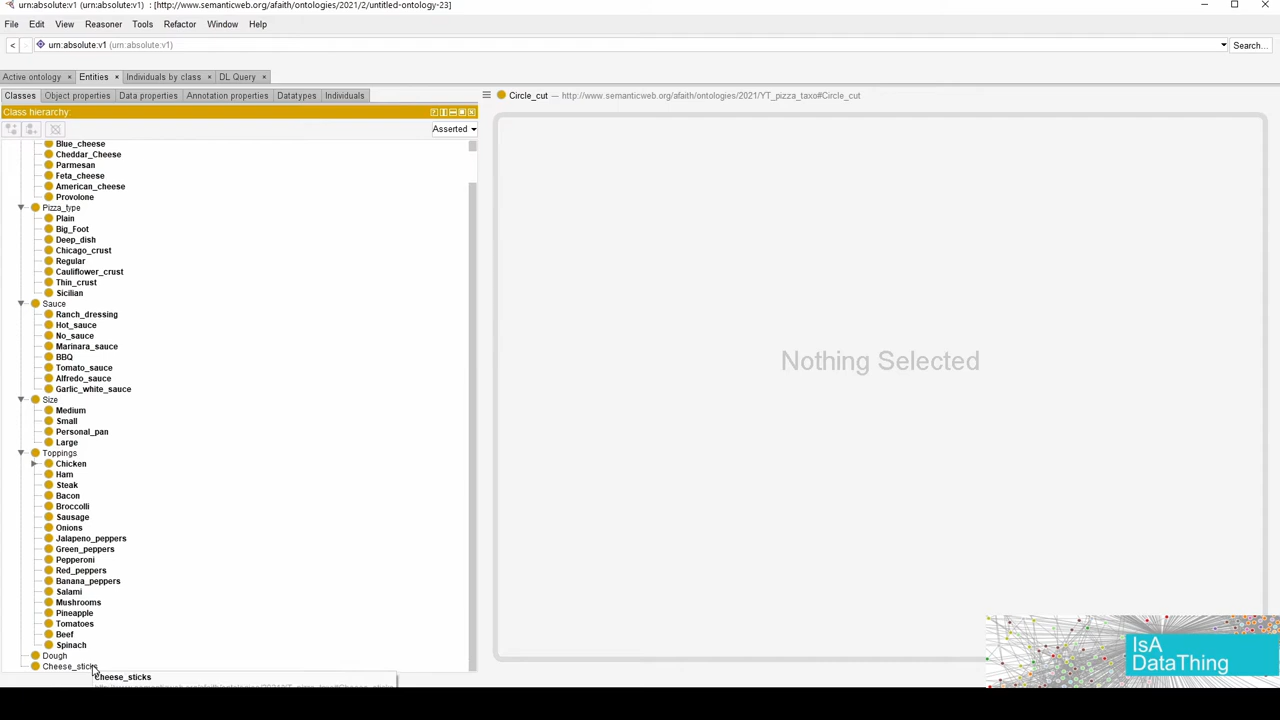 urn:absolute:v1 (urn:absolute:v1) : [http://www.semanticweb.org/afaith/ontologies/2021/2/untitled-ontology-23]
File Edit View Reasoner Tools Refactor Window Help
< > urn:absolute:v1 (urn:absolute:v1) Search...
Active ontology × Entities × Individuals by class × DL Query ×
Classes Object properties Data properties Annotation properties Datatypes Individuals
Circle_cut — http://www.semanticweb.org/afaith/ontologies/2021/YT_pizza_taxo#Circle_cut
Class hierarchy
Asserted
Blue_cheese
Cheddar_Cheese
Parmesan
Feta_cheese
American_cheese
Provolone
Pizza_type
Plain
Big_Foot
Deep_dish
Chicago_crust
Regular
Cauliflower_crust
Thin_crust
Sicilian
Sauce
Ranch_dressing
Hot_sauce
No_sauce
Marinara_sauce
BBQ
Tomato_sauce
Alfredo_sauce
Garlic_white_sauce
Size
Medium
Small
Personal_pan
Large
Toppings
Chicken
Ham
Steak
Bacon
Broccolli
Sausage
Onions
Jalapeno_peppers
Green_peppers
Pepperoni
Red_peppers
Banana_peppers
Salami
Mushrooms
Pineapple
Tomatoes
Beef
Spinach
Dough
Cheese_sticks
Cheese_sticks
Nothing Selected
IsA
DataThing